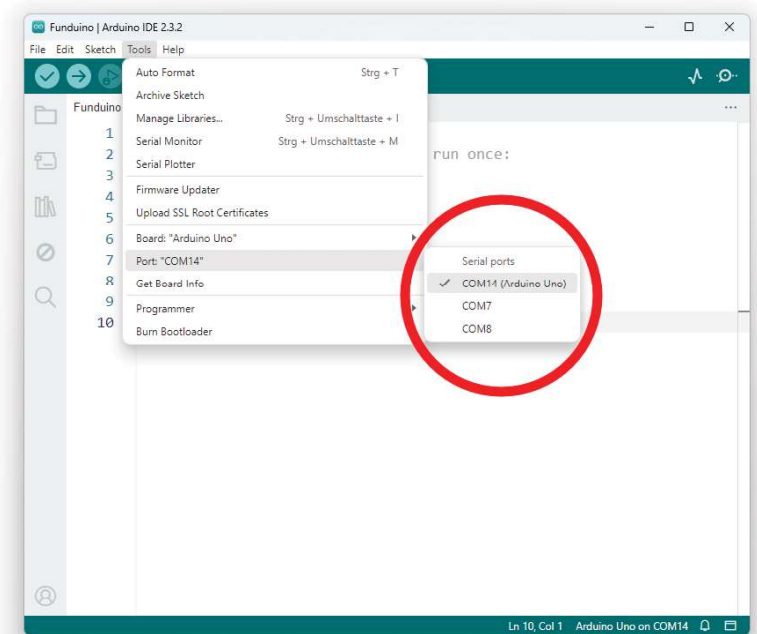 Funduino | Arduino IDE 2.3.2
File Edit Sketch Tools Help
Auto Format Strg + T
Archive Sketch
Manage Libraries... Strg + Umschalttaste + I
Serial Monitor Strg + Umschalttaste + M
Serial Plotter
Firmware Updater
Upload SSL Root Certificates
Board: "Arduino Uno"
Port: "COM14"
Get Board Info
Programmer
Burn Bootloader
Serial ports
COM14 (Arduino Uno)
COM7
COM8
Funduino
1
2 run once:
3
4
5
6
7
8
9
10
Ln 10, Col 1 Arduino Uno on COM14